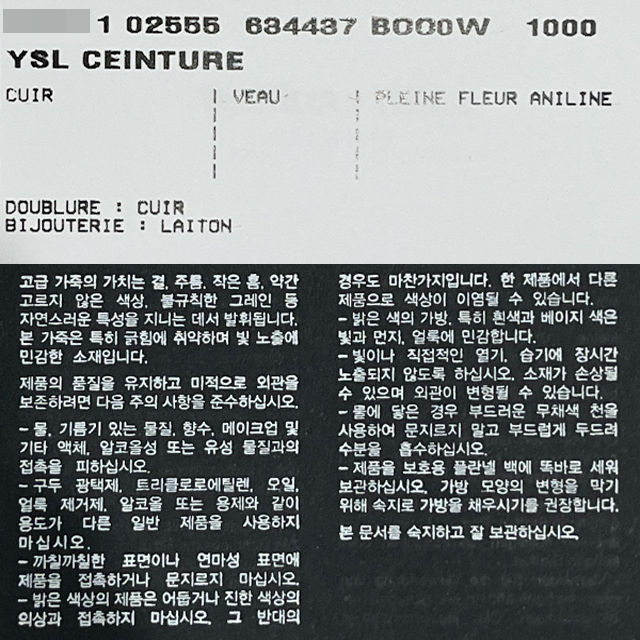 1 02555 634437 BOO0W 1000
YSL CEINTURE
CUIR | VEAU | PLEINE FLEUR ANILINE
DOUBLURE : CUIR
BIJOUTERIE : LAITON
고급 가죽의 가치는 결, 주름, 작은 흠, 약간
고르지 않은 색상, 불규칙한 그레인 등
자연스러운 특성을 지니는 데서 발휘됩니다.
본 가죽은 특히 긁힘에 취약하며 빛 노출에
민감한 소재입니다.
제품의 품질을 유지하고 미적으로 외관을
보존하려면 다음 주의 사항을 준수하십시오.
- 물, 기름기 있는 물질, 향수, 메이크업 및
기타 액체, 알코올성 또는 유성 물질과의
접촉을 피하십시오.
- 구두 광택제, 트리클로로에틸렌, 오일,
얼룩 제거제, 알코올 또는 용제와 같이
용도가 다른 일반 제품을 사용하지
마십시오.
- 까칠까칠한 표면이나 연마성 표면에
제품을 접촉하거나 문지르지 마십시오.
- 밝은 색상의 제품은 어둡거나 진한 색상의
의상과 접촉하지 마십시오. 그 반대의
경우도 마찬가지입니다. 한 제품에서 다른
제품으로 색상이 이염될 수 있습니다.
- 밝은 색의 가방, 특히 흰색과 베이지 색은
빛과 먼지, 얼룩에 민감합니다.
- 빛이나 직접적인 열기, 습기에 장시간
노출되지 않도록 하십시오. 소재가 손상될
수 있으며 외관이 변형될 수 있습니다.
- 물에 닿은 경우 부드러운 무채색 천을
사용하여 문지르지 말고 부드럽게 두드려
수분을 흡수하십시오.
- 제품을 보호용 플란넬 백에 똑바로 세워
보관하십시오. 가방 모양의 변형을 막기
위해 속지로 가방을 채우시기를 권장합니다.
본 문서를 숙지하고 잘 보관하십시오.